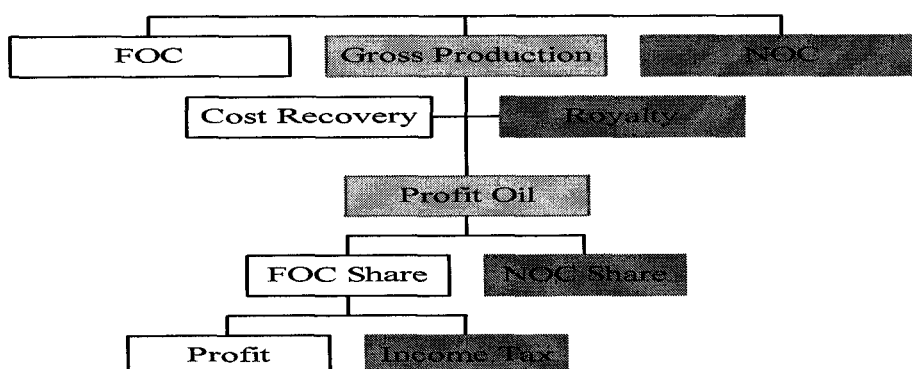 FOC
Gross Production
NOC
Cost Recovery
Royalty
Profit Oil
FOC Share
NOC Share
Profit
Income Tax